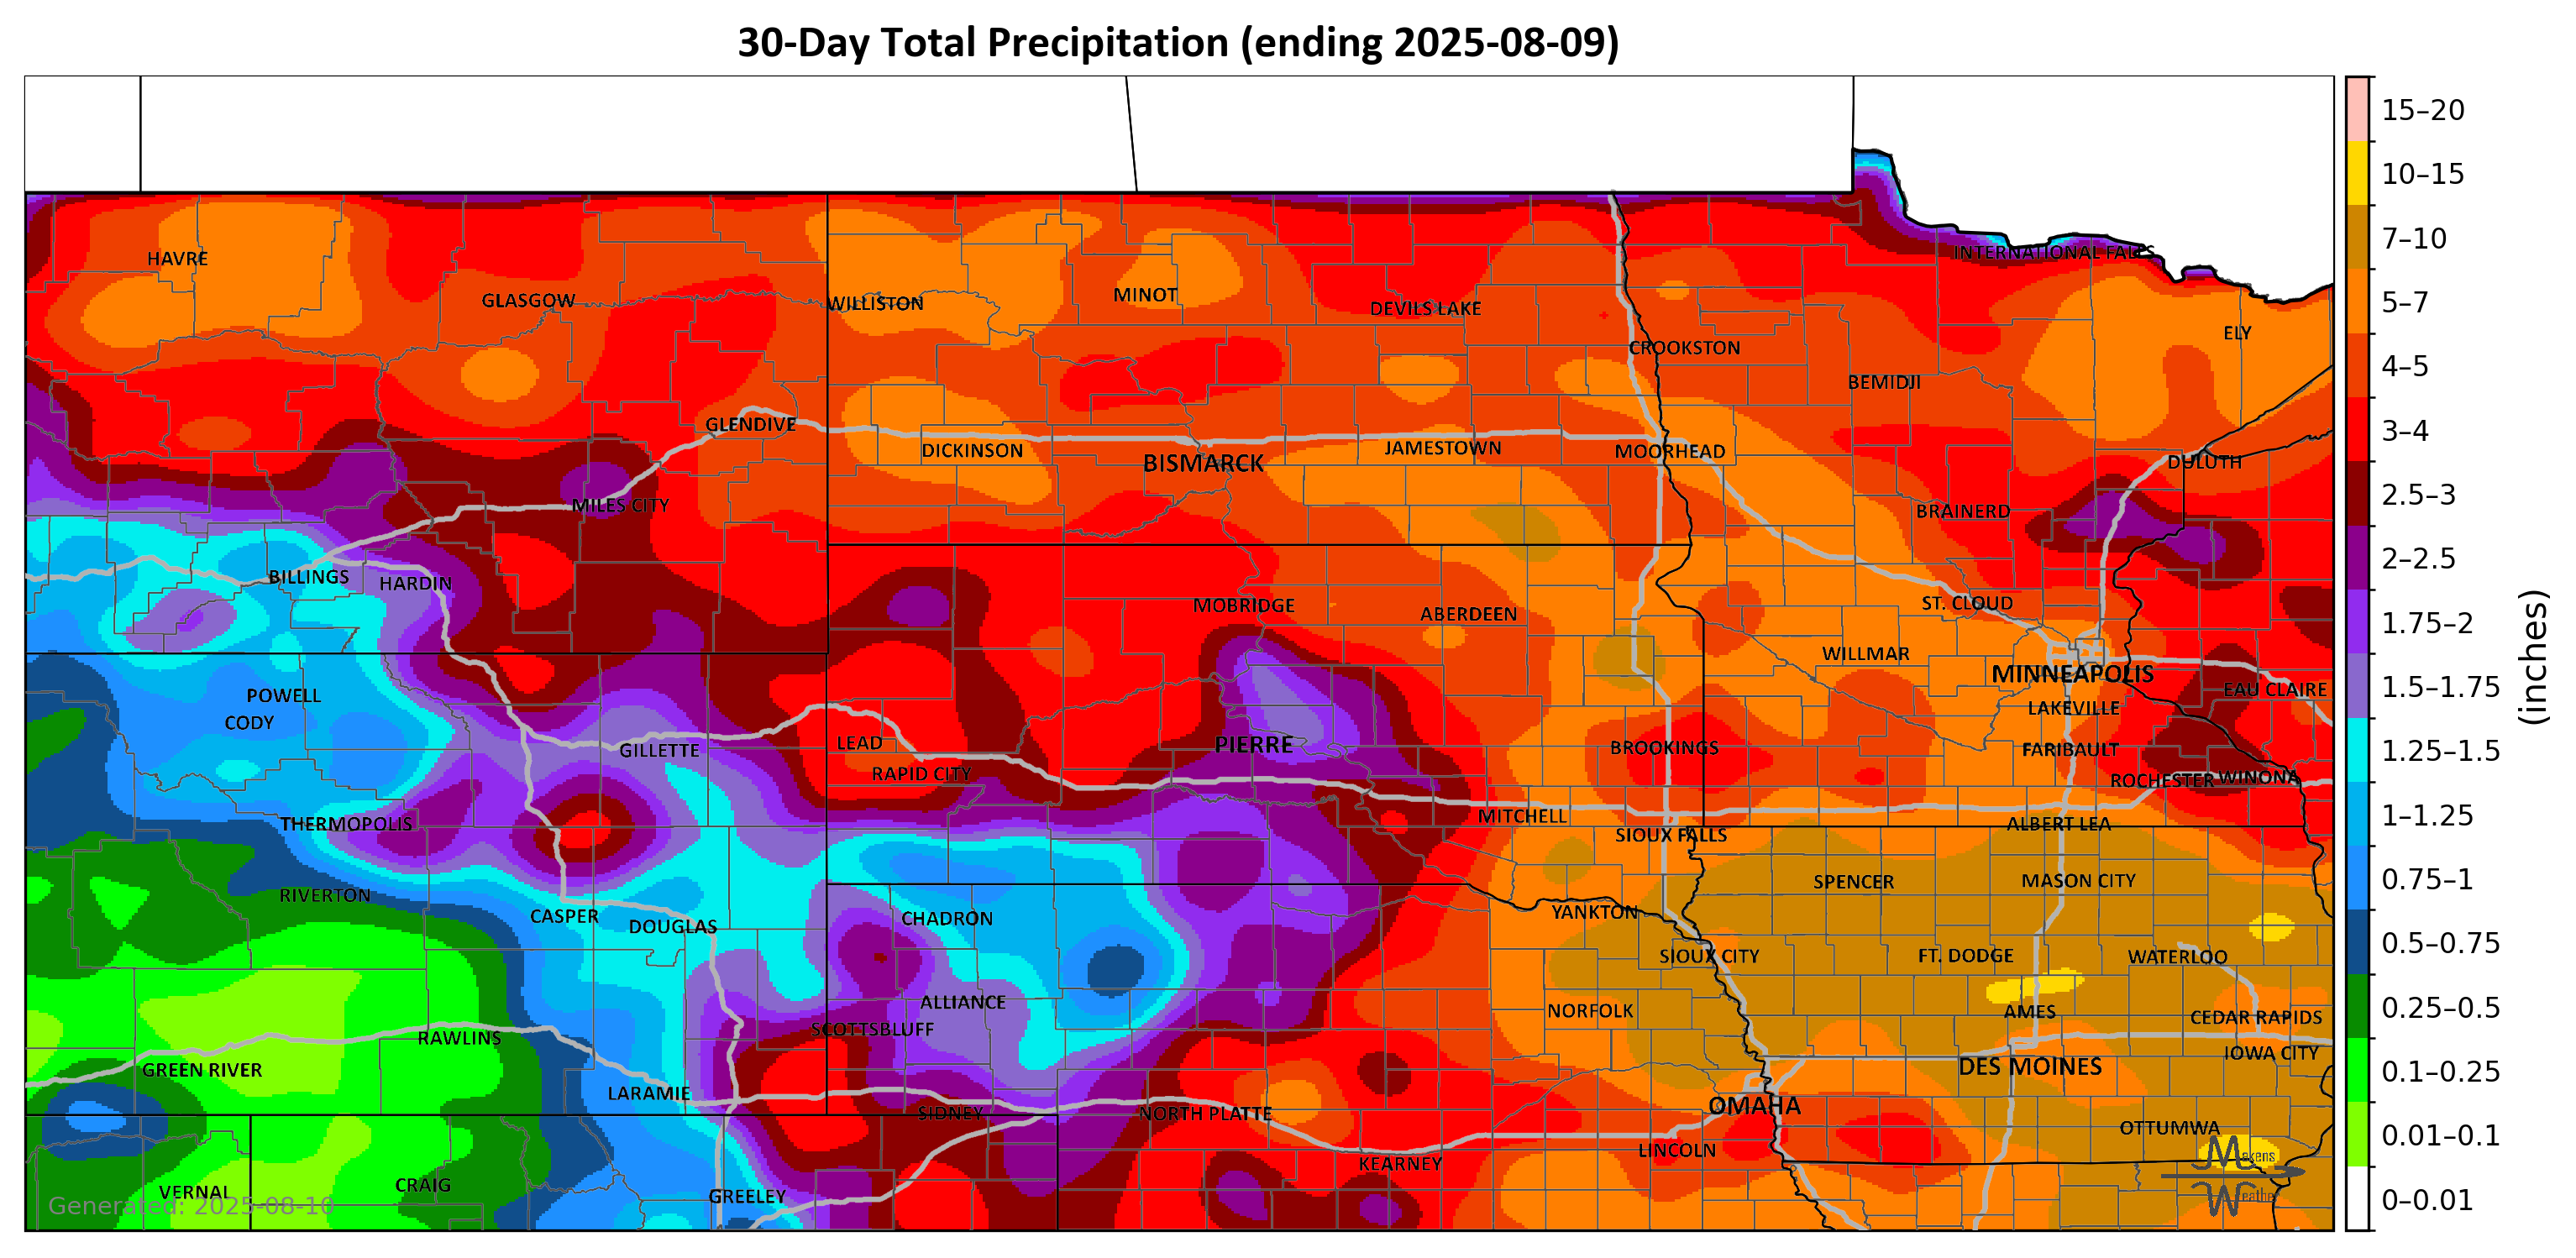 30-Day Total Precipitation (ending 2025-08-09)
15–20
10–15
7–10
5–7
4–5
3–4
2.5–3
2–2.5
1.75–2
1.5–1.75
1.25–1.5
1–1.25
0.75–1
0.5–0.75
0.25–0.5
0.1–0.25
0.01–0.1
0–0.01
(inches)
INTERNATIONAL FALLS
HAVRE
GLASGOW
WILLISTON
MINOT
DEVILS LAKE
ELY
CROOKSTON
BEMIDJI
GLENDIVE
DICKINSON
BISMARCK
JAMESTOWN
MOORHEAD
DULUTH
MILES CITY
BRAINERD
BILLINGS
HARDIN
MOBRIDGE
ABERDEEN
ST. CLOUD
WILLMAR
MINNEAPOLIS
POWELL
EAU CLAIRE
CODY
LAKEVILLE
GILLETTE
LEAD
PIERRE
BROOKINGS
FARIBAULT
RAPID CITY
ROCHESTER
WINONA
THERMOPOLIS
MITCHELL
SIOUX FALLS
ALBERT LEA
RIVERTON
SPENCER
MASON CITY
CASPER
DOUGLAS
CHADRON
YANKTON
SIOUX CITY
FT. DODGE
WATERLOO
ALLIANCE
NORFOLK
AMES
CEDAR RAPIDS
SCOTTSBLUFF
RAWLINS
IOWA CITY
GREEN RIVER
DES MOINES
LARAMIE
SIDNEY
NORTH PLATTE
OMAHA
OTTUMWA
LINCOLN
KEARNEY
VERNAL
CRAIG
GREELEY
Makens
Weather
Generated: 2025-08-10